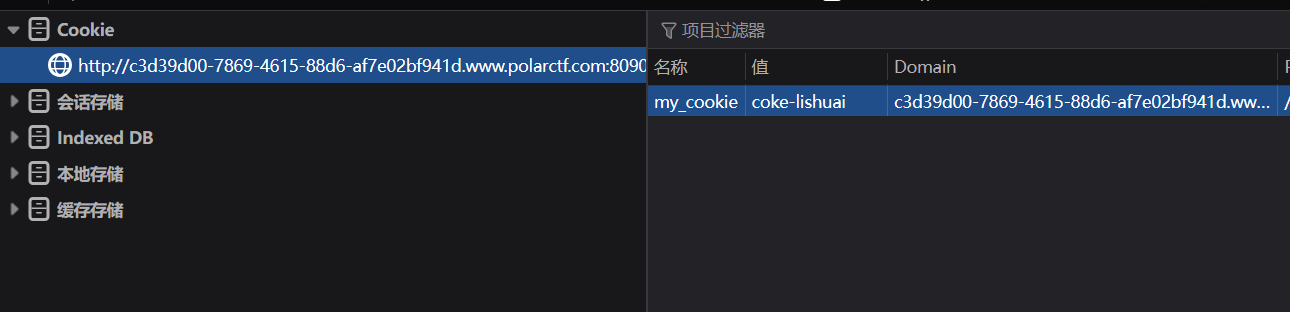 Cookie
http://c3d39d00-7869-4615-88d6-af7e02bf941d.www.polarctf.com:8090
会话存储
Indexed DB
本地存储
缓存存储
项目过滤器
名称 值 Domain
my_cookie coke-lishuai c3d39d00-7869-4615-88d6-af7e02bf941d.ww... /